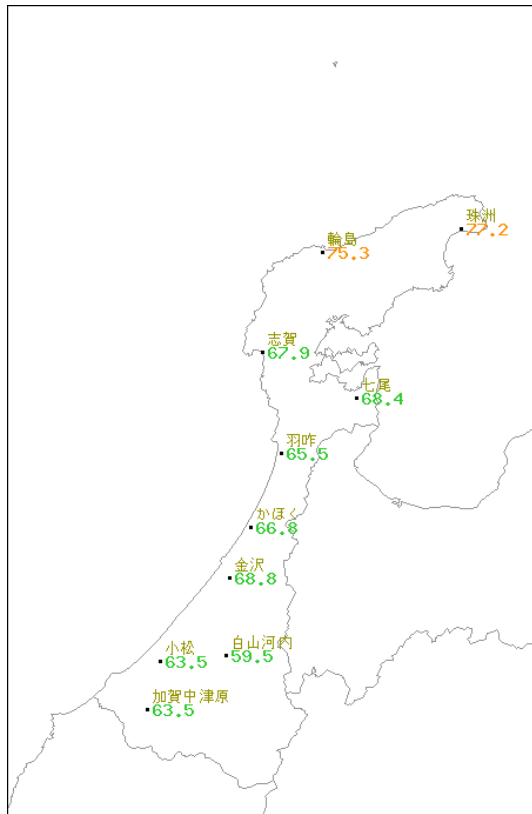 珠洲
77.2
輪島
75.3
志賀
67.9
七尾
68.4
羽咋
65.5
かほく
66.8
金沢
68.8
白山河内
59.5
小松
63.5
加賀中津原
63.5